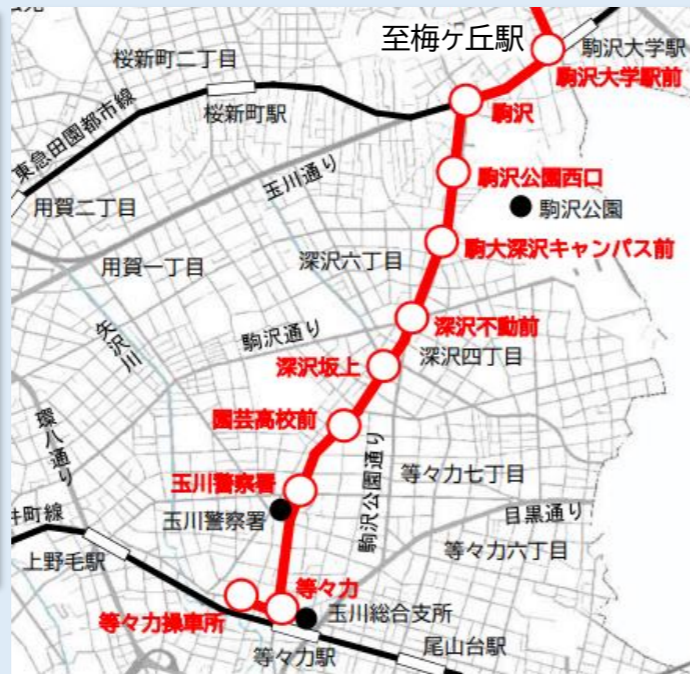 至梅ヶ丘駅
駒沢大学駅
駒沢大学駅前
桜新町二丁目
桜新町駅
駒沢
東急田園都市線
玉川通り
駒沢公園西口
駒沢公園
用賀二丁目
用賀一丁目
深沢六丁目
駒大深沢キャンパス前
矢沢川
駒沢通り
深沢不動前
深沢坂上
深沢四丁目
環八通り
園芸高校前
駒沢公園通り
等々力七丁目
玉川警察署
玉川警察署
目黒通り
等々力六丁目
井町線
上野毛駅
等々力
玉川総合支所
等々力操車所
等々力駅
尾山台駅